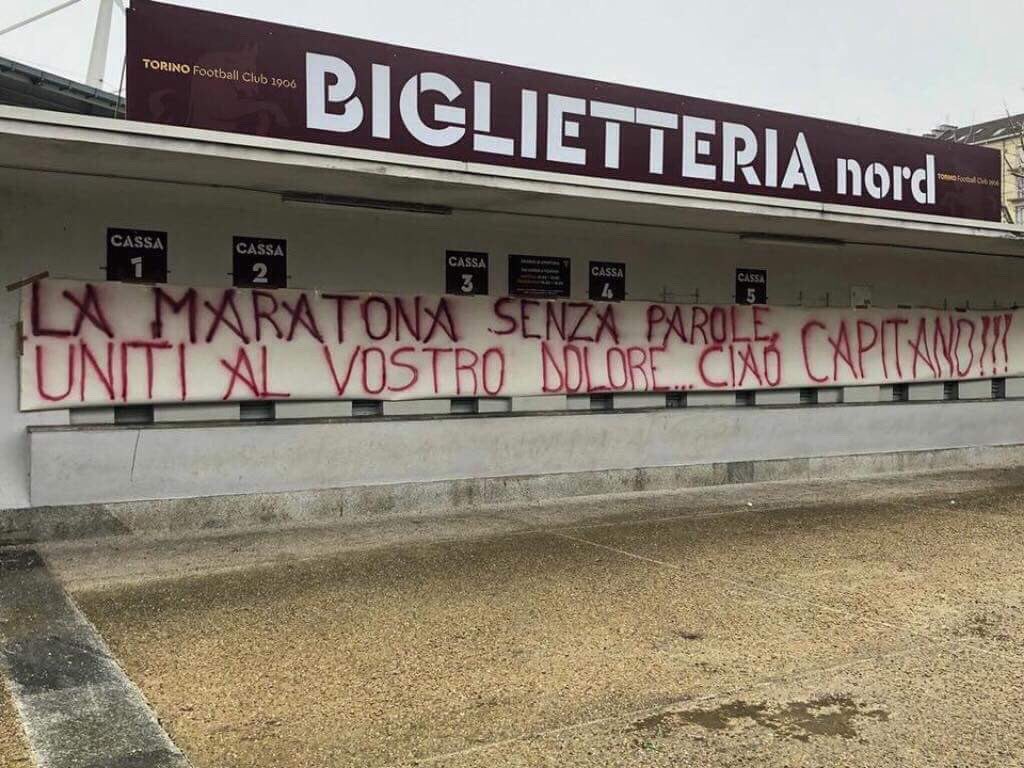 TORINO Football Club 1906
BIGLIETTERIA nord
TORINO Football Club 1906
CASSA
1
CASSA
2
CASSA
3
CASSA
4
CASSA
5
LA MARATONA SENZA PAROLE,
UNITI AL VOSTRO DOLORE... CIAO CAPITANO!!!